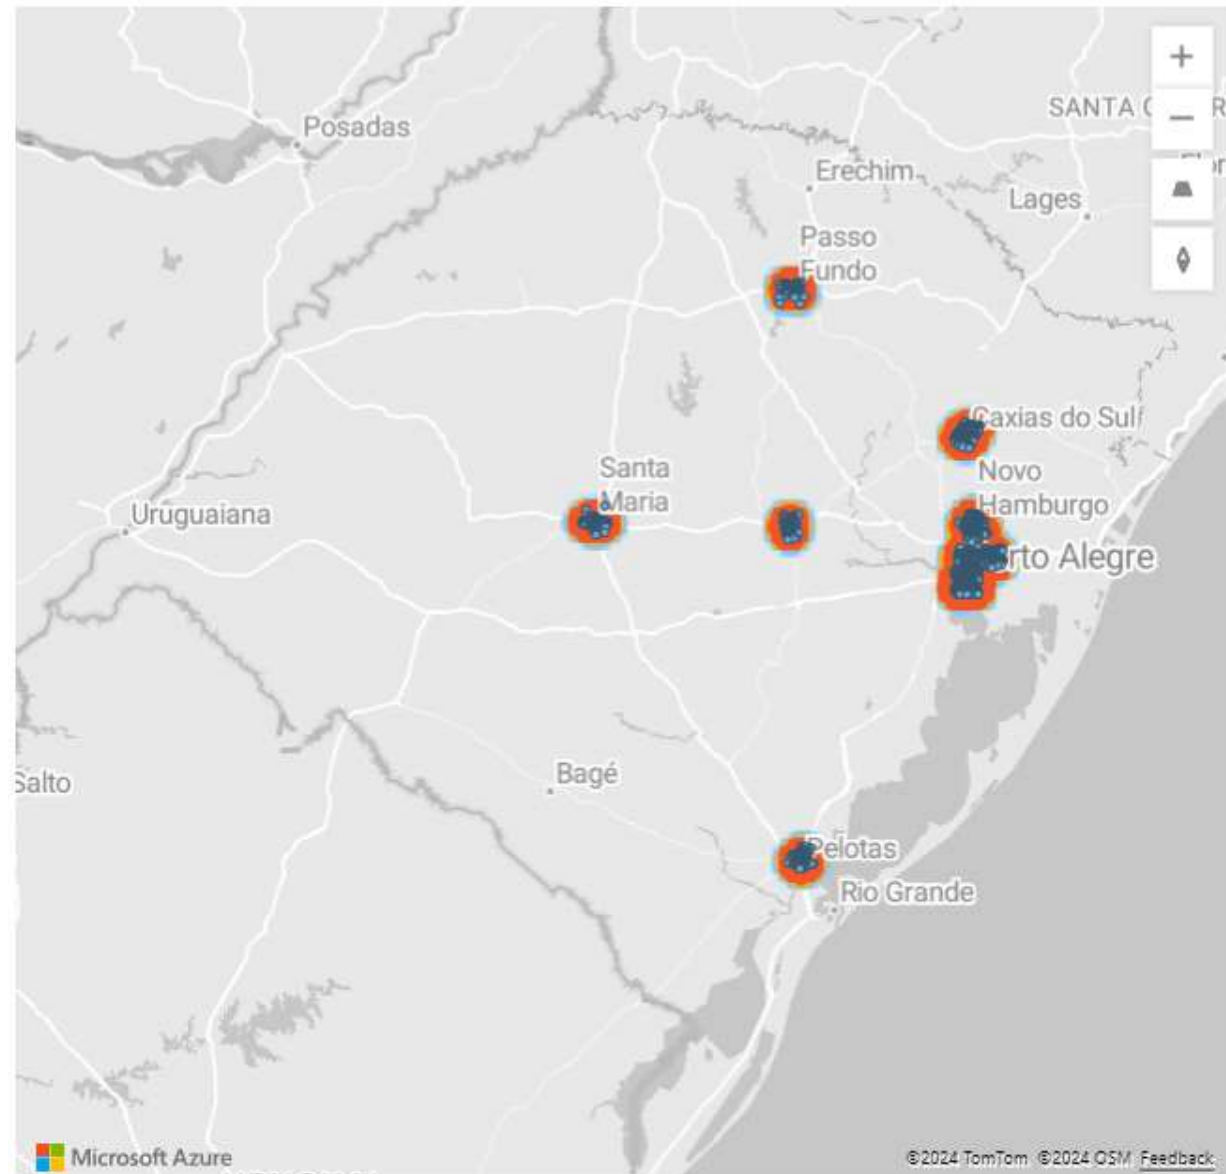 Posadas
SANTA C
R
Erechim
Lages
Passo
Fundo
Caxias do Sul
Santa
Maria
Novo
Hamburgo
Uruguaiana
rto Alegre
Salto
Bagé
Pelotas
Rio Grande
Microsoft Azure
©2024 TomTom ©2024 OSM Feedback